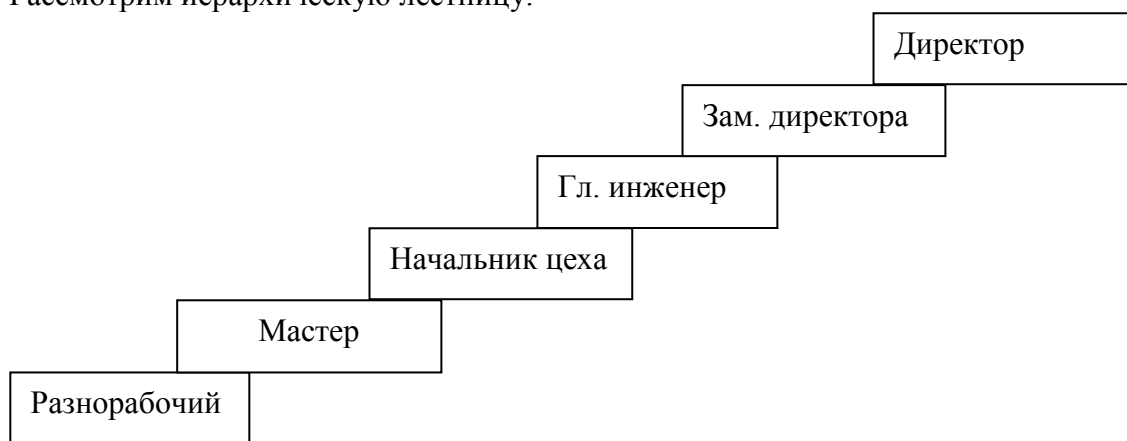 Рассмотрим иерархическую лестницу:
Директор
Зам. директора
Гл. инженер
Начальник цеха
Мастер
Разнорабочий